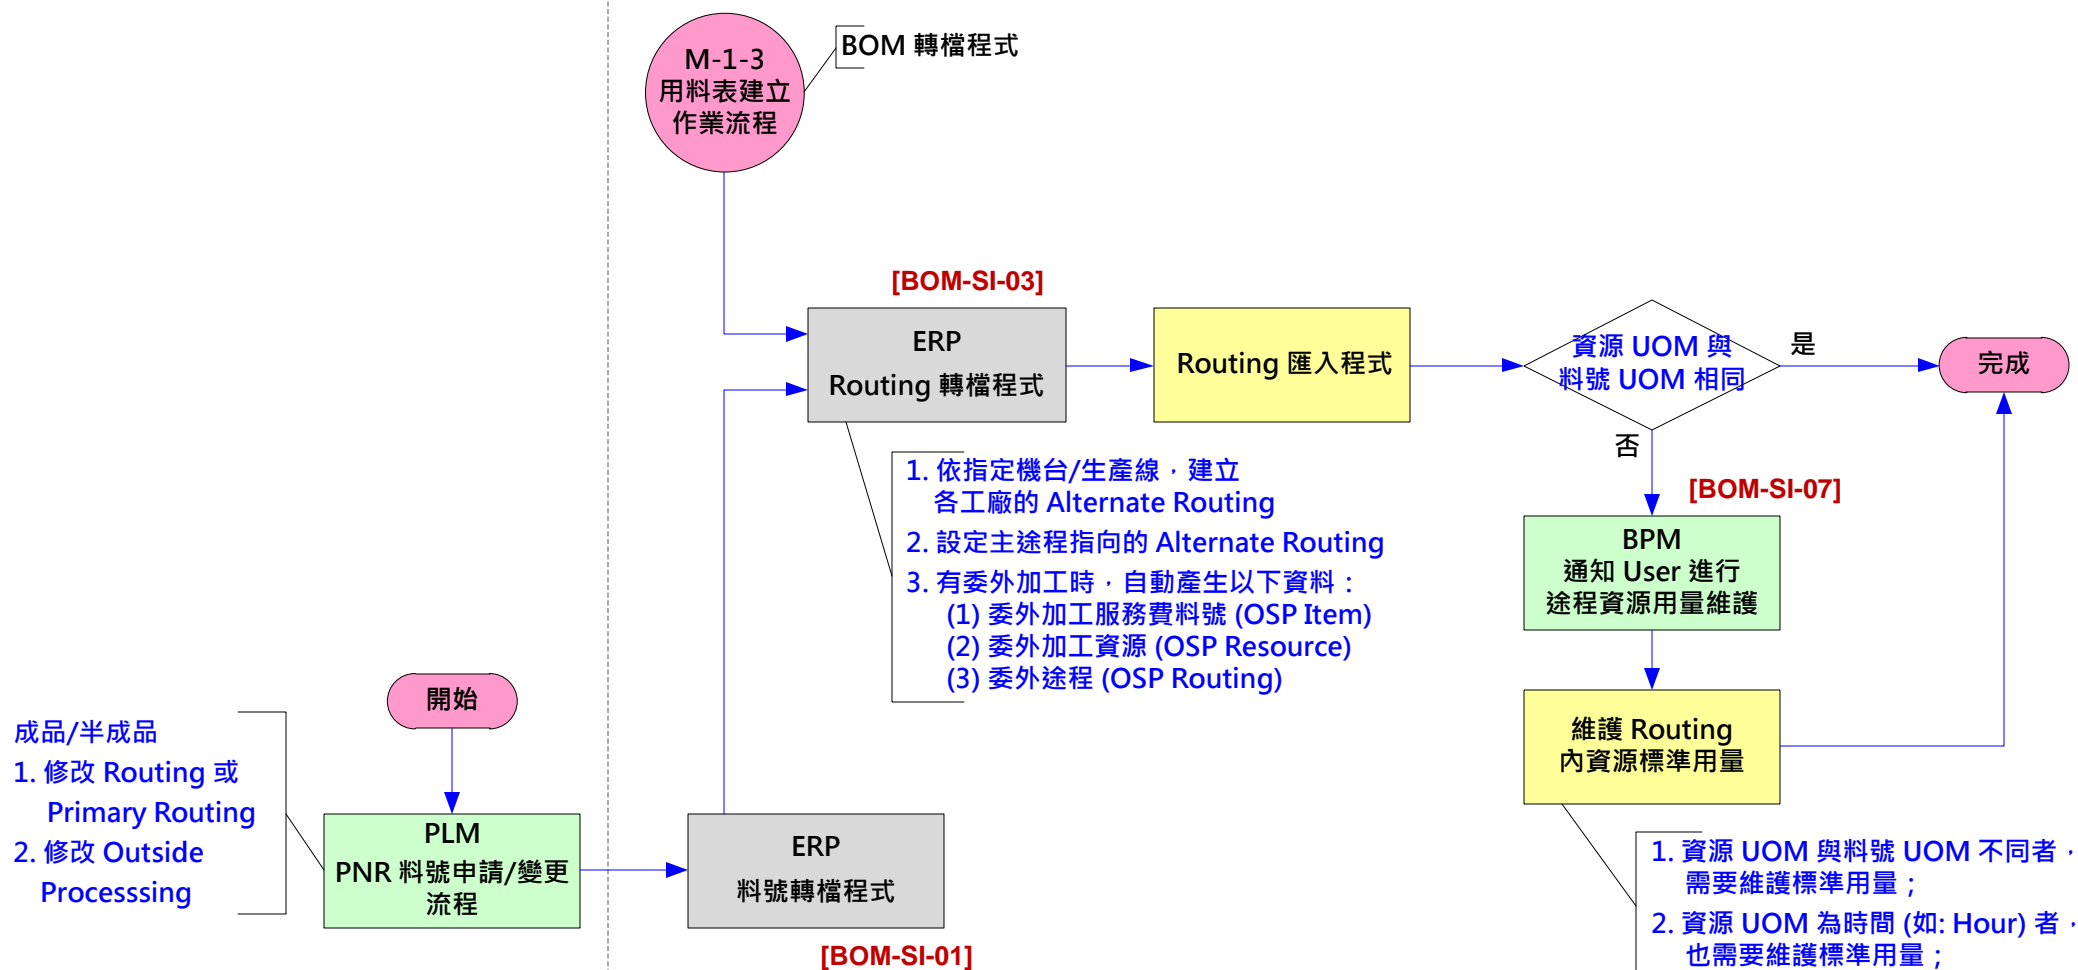 M-1-3
用料表建立
作業流程
BOM 轉檔程式
[BOM-SI-03]
ERP
Routing 轉檔程式
Routing 匯入程式
資源 UOM 與
料號 UOM 相同
是
完成
否
1. 依指定機台/生產線，建立
各工廠的 Alternate Routing
2. 設定主途程指向的 Alternate Routing
3. 有委外加工時，自動產生以下資料：
(1) 委外加工服務費料號 (OSP Item)
(2) 委外加工資源 (OSP Resource)
(3) 委外途程 (OSP Routing)
[BOM-SI-07]
BPM
通知 User 進行
途程資源用量維護
維護 Routing
內資源標準用量
開始
成品/半成品
1. 修改 Routing 或
Primary Routing
2. 修改 Outside
Processsing
PLM
PNR 料號申請/變更
流程
ERP
料號轉檔程式
[BOM-SI-01]
1. 資源 UOM 與料號 UOM 不同者，
需要維護標準用量；
2. 資源 UOM 為時間 (如: Hour) 者，
也需要維護標準用量；